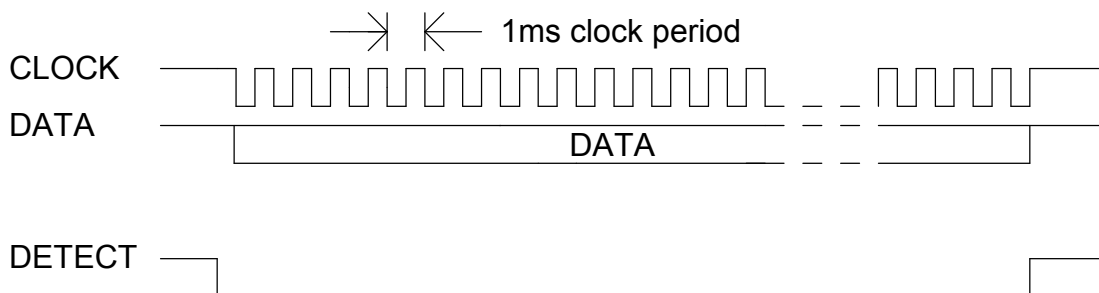 1ms clock period
CLOCK
DATA
DATA
DETECT